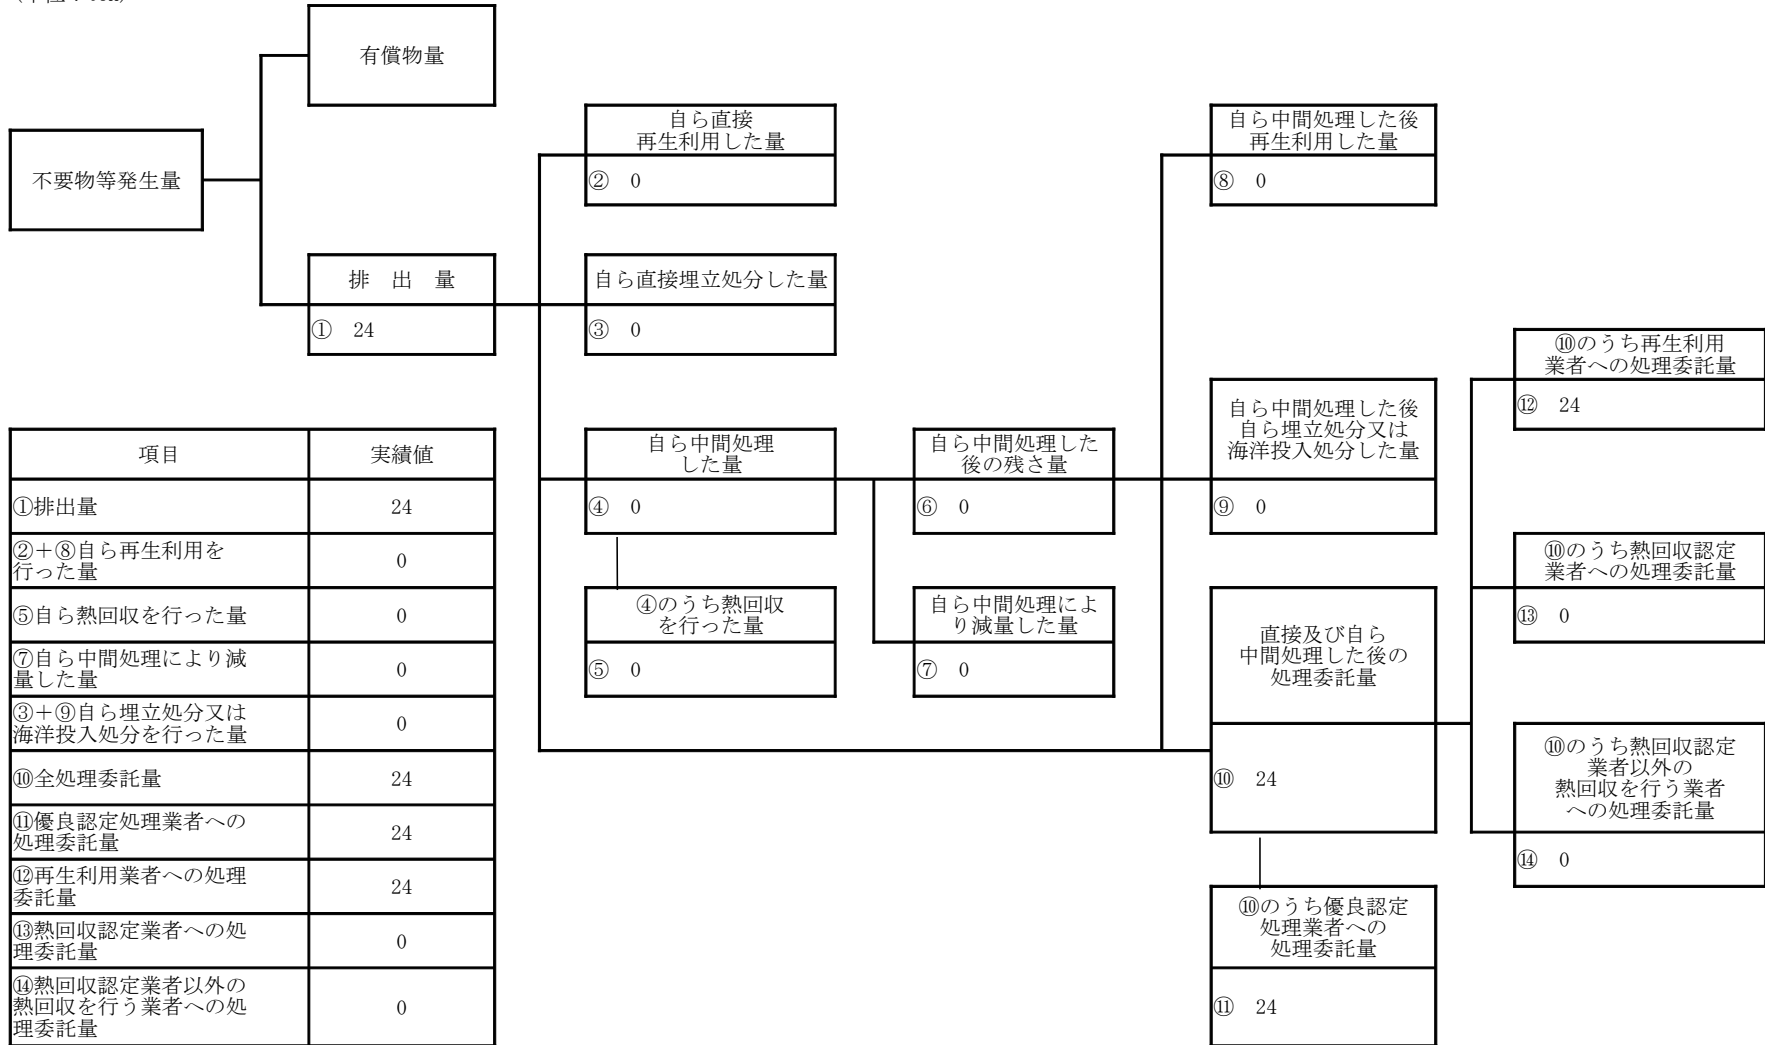 有償物量
不要物等発生量
排 出 量
① 24
自ら直接
再生利用した量
② 0
自ら直接埋立処分した量
③ 0
自ら中間処理
した量
④ 0
④のうち熱回収
を行った量
⑤ 0
自ら中間処理した
後の残さ量
⑥ 0
自ら中間処理によ
り減量した量
⑦ 0
自ら中間処理した後
再生利用した量
⑧ 0
自ら中間処理した後
自ら埋立処分又は
海洋投入処分した量
⑨ 0
直接及び自ら
中間処理した後の
処理委託量
⑩ 24
⑩のうち優良認定
処理業者への
処理委託量
⑪ 24
⑩のうち再生利用
業者への処理委託量
⑫ 24
⑩のうち熱回収認定
業者への処理委託量
⑬ 0
⑩のうち熱回収認定
業者以外の
熱回収を行う業者
への処理委託量
⑭ 0
項目 実績値
①排出量 24
②+⑧自ら再生利用を
行った量 0
⑤自ら熱回収を行った量 0
⑦自ら中間処理により減
量した量 0
③+⑨自ら埋立処分又は
海洋投入処分を行った量 0
⑩全処理委託量 24
⑪優良認定処理業者への
処理委託量 24
⑫再生利用業者への処理
委託量 24
⑬熱回収認定業者への処
理委託量 0
⑭熱回収認定業者以外の
熱回収を行う業者への処
理委託量 0